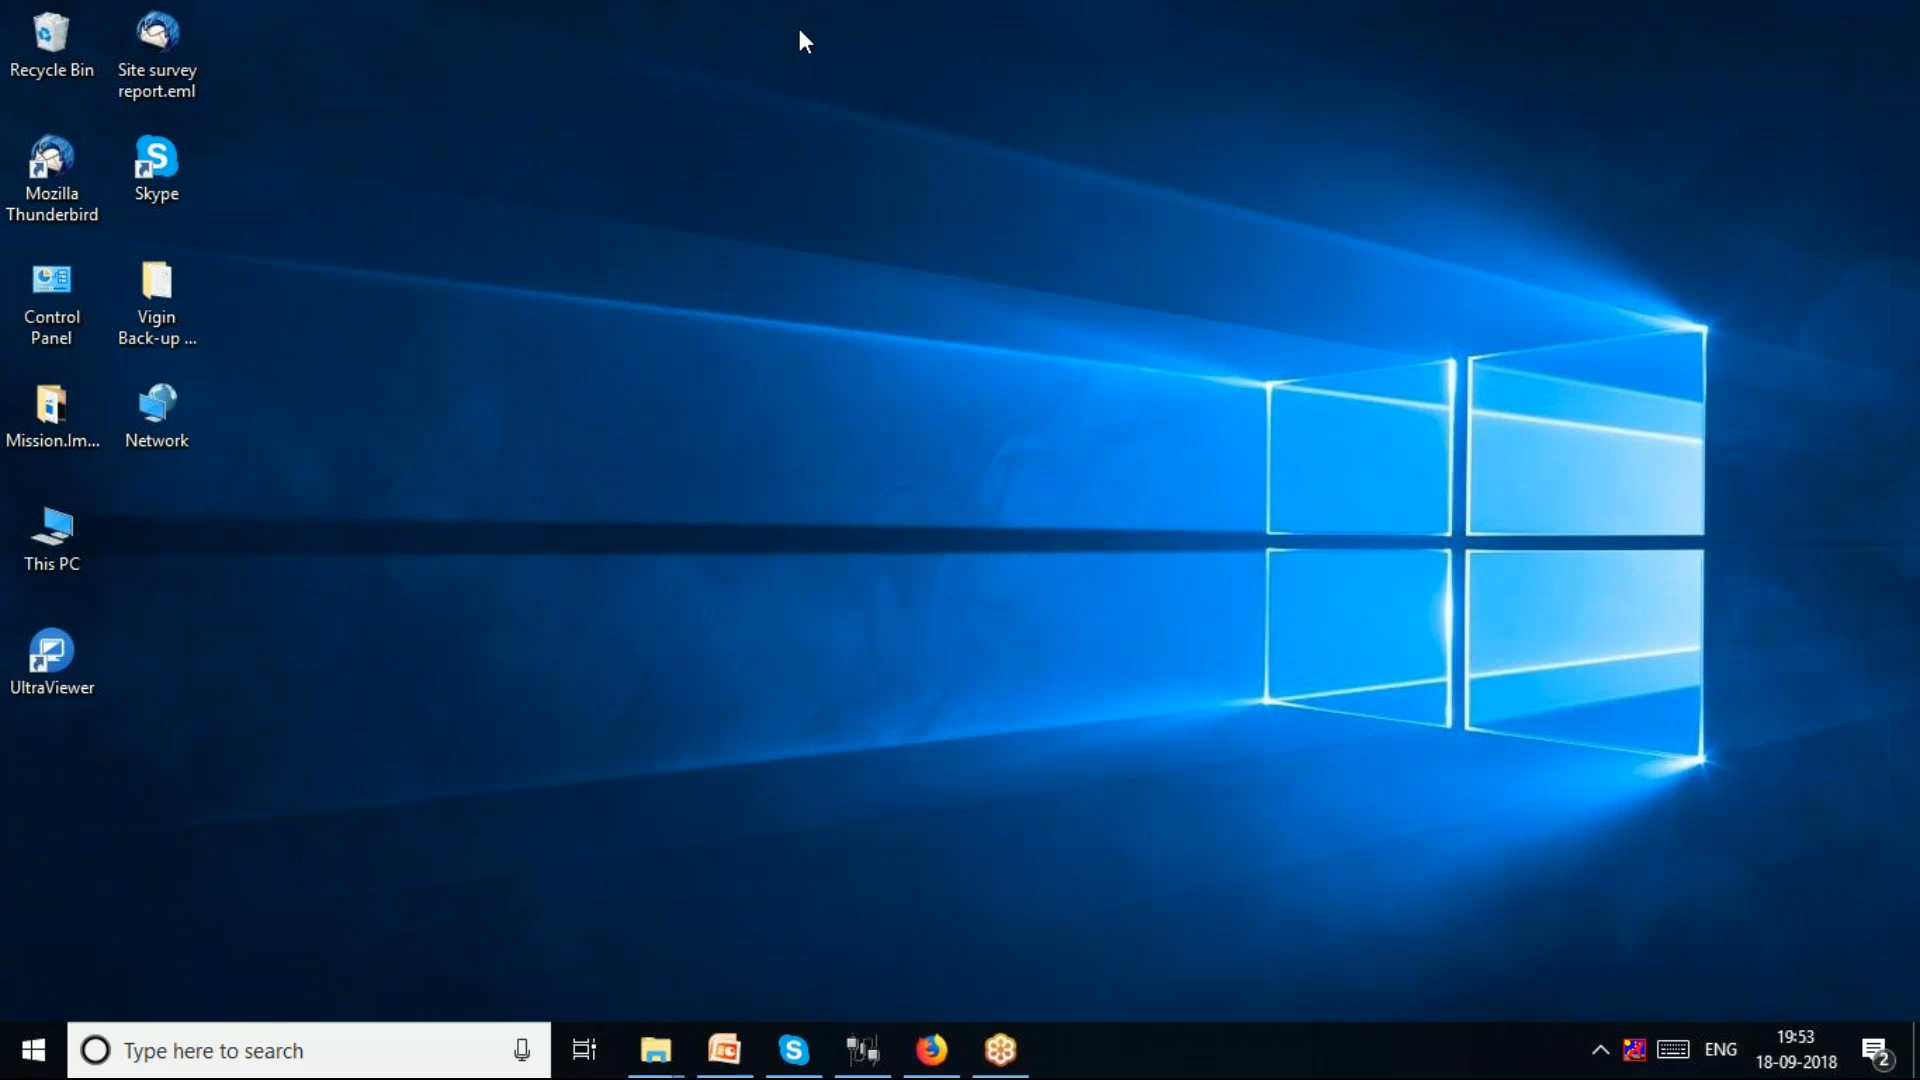 Recycle Bin
Site survey
report.eml
Mozilla
Thunderbird
Skype
Control
Panel
Vigin
Back-up ...
Mission.Im...
Network
This PC
UltraViewer
Type here to search
ENG
19:53
18-09-2018
2